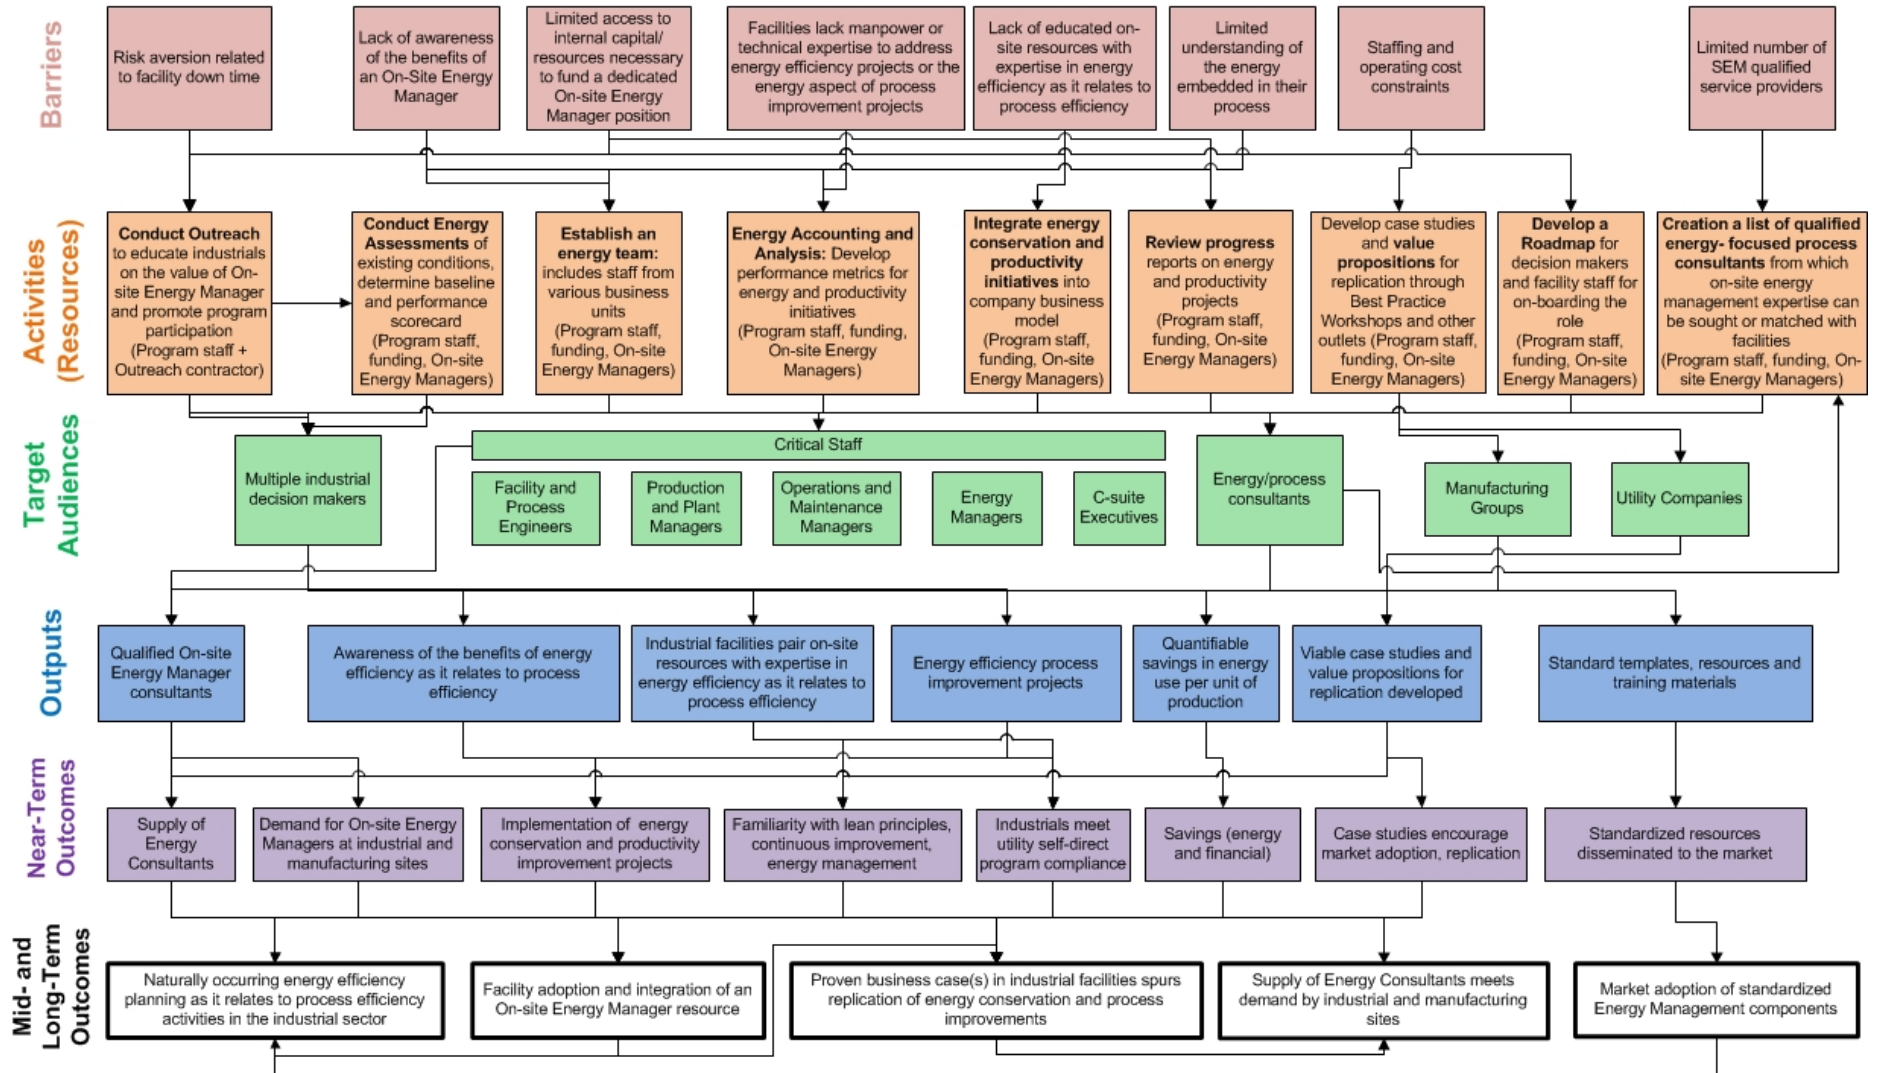 Barriers
Risk aversion related
to facility down time
Lack of awareness
of the benefits of
an On-Site Energy
Manager
Limited access to
internal capital/
resources necessary
to fund a dedicated
On-site Energy
Manager position
Facilities lack manpower or
technical expertise to address
energy efficiency projects or the
energy aspect of process
improvement projects
Lack of educated on-
site resources with
expertise in energy
efficiency as it relates to
process efficiency
Limited
understanding of
the energy
embedded in their
process
Staffing and
operating cost
constraints
Limited number of
SEM qualified
service providers
Activities
(Resources)
Conduct Outreach
to educate industrials
on the value of On-
site Energy Manager
and promote program
participation
(Program staff +
Outreach contractor)
Conduct Energy
Assessments of
existing conditions,
determine baseline
and performance
scorecard
(Program staff,
funding, On-site
Energy Managers)
Establish an
energy team:
includes staff from
various business
units
(Program staff,
funding, On-site
Energy Managers)
Energy Accounting and
Analysis: Develop
performance metrics for
energy and productivity
initiatives
(Program staff, funding,
On-site Energy
Managers)
Integrate energy
conservation and
productivity
initiatives into
company business
model
(Program staff,
funding, On-site
Energy Managers)
Review progress
reports on energy
and productivity
projects
(Program staff,
funding, On-site
Energy Managers)
Develop case studies
and value
propositions for
replication through
Best Practice
Workshops and other
outlets (Program staff,
funding, On-site
Energy Managers)
Develop a
Roadmap for
decision makers
and facility staff for
on-boarding the
role
(Program staff,
funding, On-site
Energy Managers)
Creation a list of qualified
energy- focused process
consultants from which
on-site energy
management expertise can
be sought or matched with
facilities
(Program staff, funding, On-
site Energy Managers)
Target
Audiences
Multiple industrial
decision makers
Critical Staff
Facility and
Process
Engineers
Production
and Plant
Managers
Operations and
Maintenance
Managers
Energy
Managers
C-suite
Executives
Energy/process
consultants
Manufacturing
Groups
Utility Companies
Outputs
Qualified On-site
Energy Manager
consultants
Awareness of the benefits of energy
efficiency as it relates to process
efficiency
Industrial facilities pair on-site
resources with expertise in
energy efficiency as it relates to
process efficiency
Energy efficiency process
improvement projects
Quantifiable
savings in energy
use per unit of
production
Viable case studies and
value propositions for
replication developed
Standard templates, resources and
training materials
Near-Term
Outcomes
Supply of
Energy
Consultants
Demand for On-site Energy
Managers at industrial and
manufacturing sites
Implementation of energy
conservation and productivity
improvement projects
Familiarity with lean principles,
continuous improvement,
energy management
Industrials meet
utility self-direct
program compliance
Savings (energy
and financial)
Case studies encourage
market adoption, replication
Standardized resources
disseminated to the market
Mid- and
Long-Term
Outcomes
Naturally occurring energy efficiency
planning as it relates to process efficiency
activities in the industrial sector
Facility adoption and integration of an
On-site Energy Manager resource
Proven business case(s) in industrial facilities spurs
replication of energy conservation and process
improvements
Supply of Energy Consultants meets
demand by industrial and manufacturing
sites
Market adoption of standardized
Energy Management components